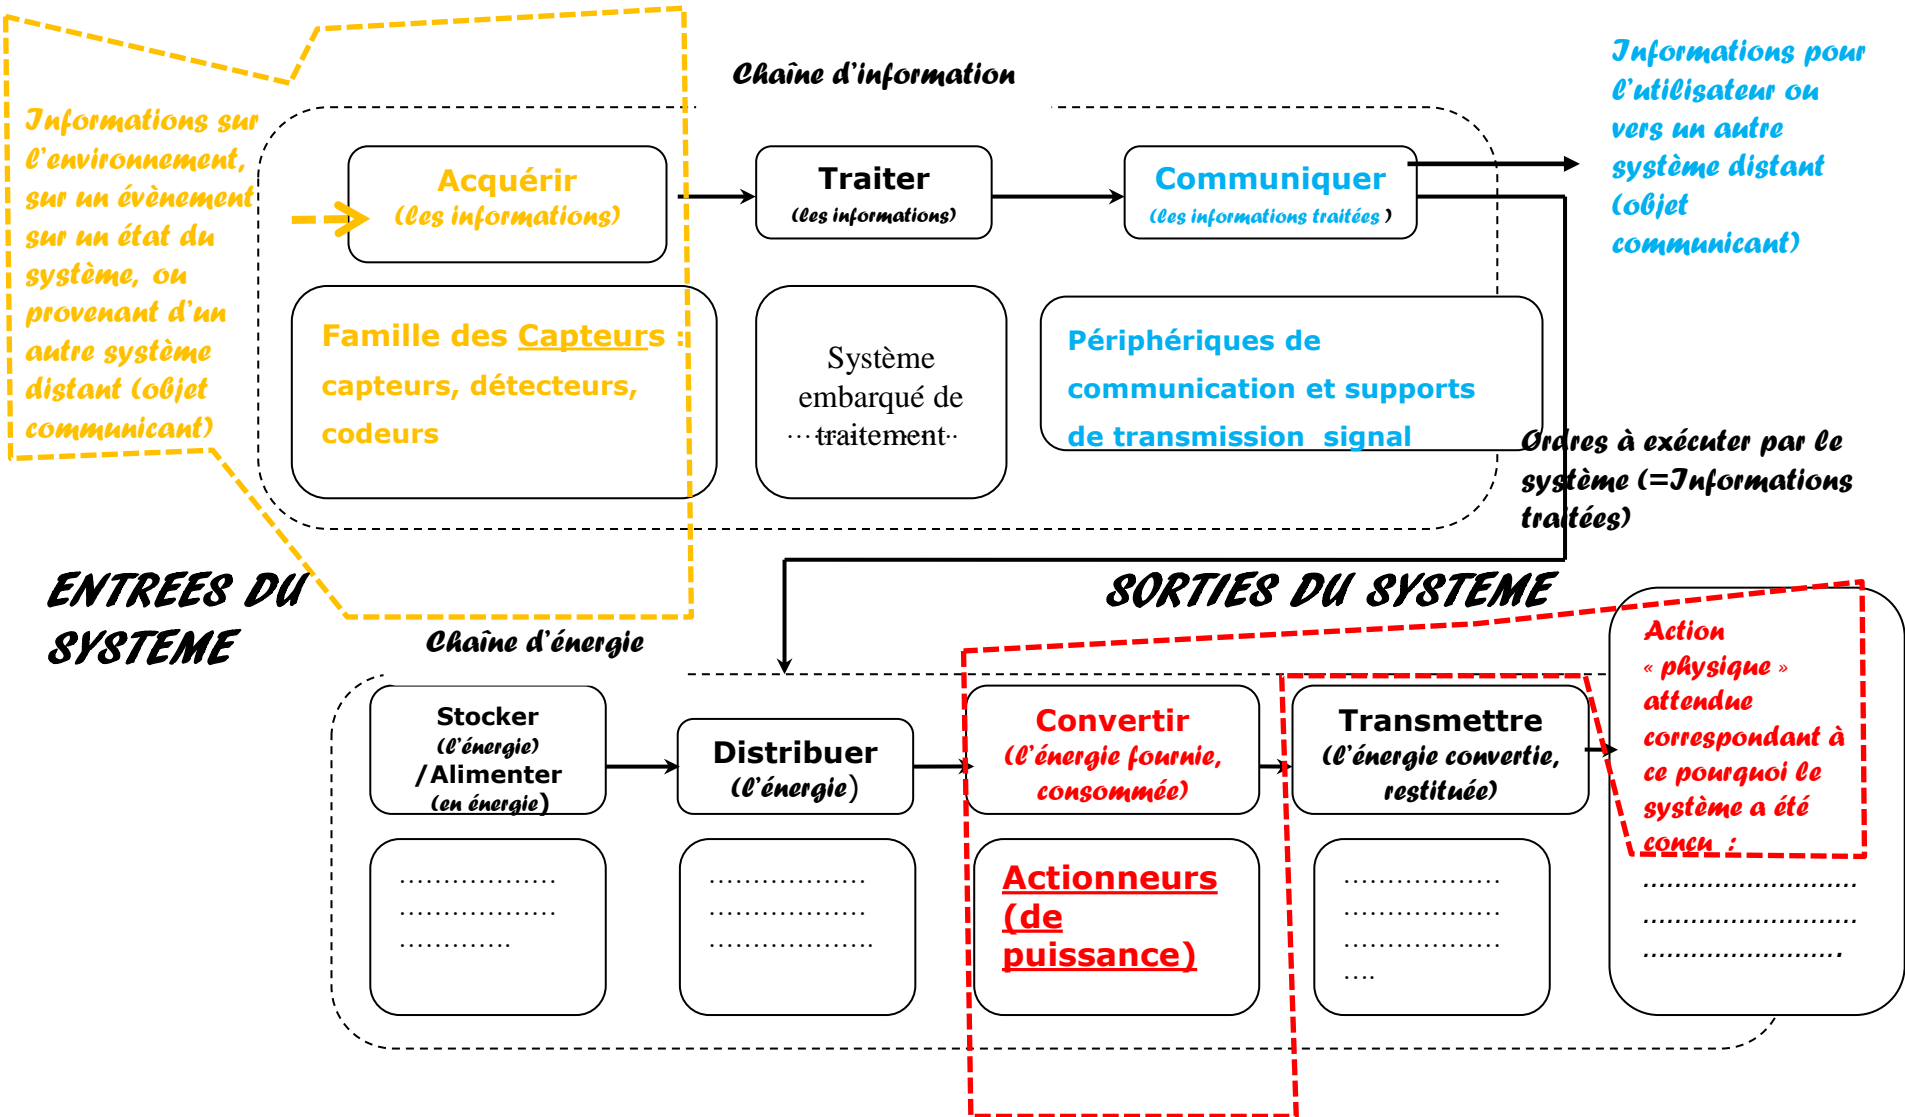 Chaîne d'information
Informations sur
l'environnement,
sur un évènement
sur un état du
système, ou
provenant d'un
autre système
distant (objet
communicant)
Acquérir
(les informations)
Traiter
(les informations)
Communiquer
(les informations traitées )
Informations pour
l'utilisateur ou
vers un autre
système distant
(objet
communicant)
Famille des Capteurs :
capteurs, détecteurs,
codeurs
Système
embarqué de
traitement
Périphériques de
communication et supports
de transmission signal
Ordres à exécuter par le
système (=Informations
traitées)
ENTREES DU
SYSTEME
SORTIES DU SYSTEME
Chaîne d'énergie
Stocker
(l'énergie)
/Alimenter
(en énergie)
Distribuer
(l'énergie)
Convertir
(l'énergie fournie,
consommée)
Transmettre
(l'énergie convertie,
restituée)
Action
« physique »
attendue
correspondant à
ce pourquoi le
système a été
conçu :
...........................
...........................
.........................
..................
..................
.............
..................
..................
...................
Actionneurs
(de
puissance)
..................
..................
..................
....